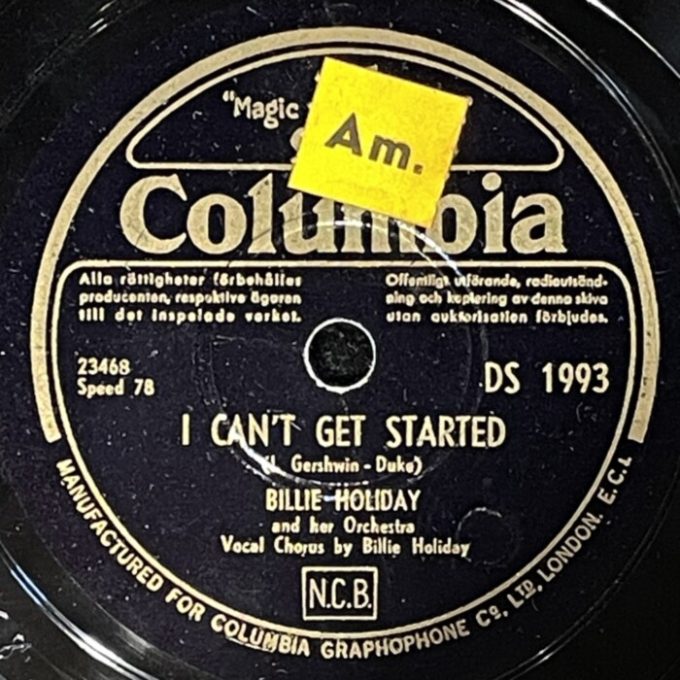 "Magic
Am.
Columbia
Alla rättigheter förbehålles
producenten, respektive ägaren
till det inspelade verket.
Offentligt utförande, radioutsänd-
ning och kopiering av denna skiva
utan auktorisation förbjudes.
23468
Speed 78
DS 1993
I CAN'T GET STARTED
(I. Gershwin - Duke)
BILLIE HOLIDAY
and her Orchestra
Vocal Chorus by Billie Holiday
N.C.B.
MANUFACTURED FOR COLUMBIA GRAPHOPHONE Co. LTD, LONDON. E.C.1